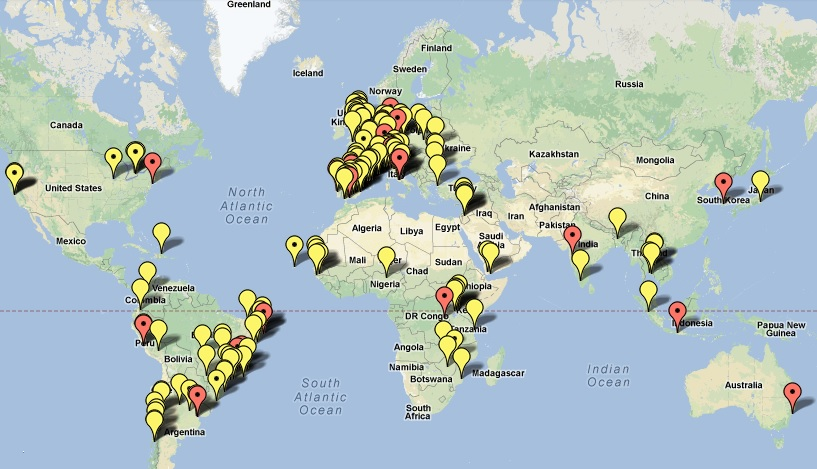 Greenland
Finland
Iceland
Sweden
Norway
Russia
Canada
Kazakhstan
Mongolia
United States
North
Atlantic
Ocean
China
South Korea
Afghanistan
Iraq
Iran
Pakistan
Algeria
Libya
Egypt
Saudi
Mexico
India
Mali
Chad
Sudan
Nigeria
Venezuela
Colombia
DR Congo
Indonesia
Papua New
Guinea
Peru
Angola
Tanzania
Bolivia
Namibia
Madagascar
Botswana
Indian
Ocean
South
Atlantic
Ocean
Australia
South
Africa
Argentina